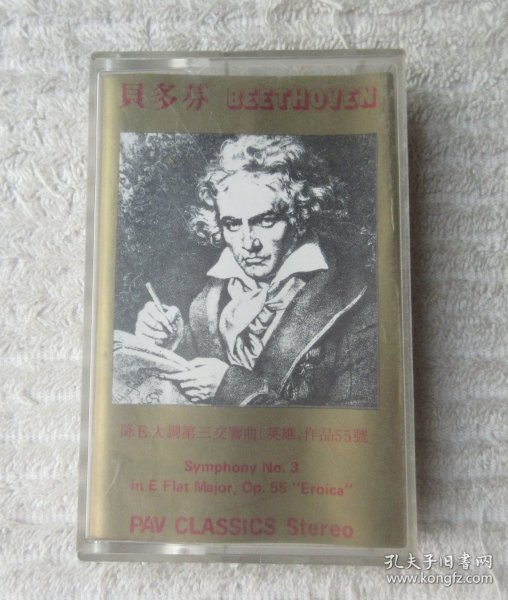 貝多芬 BEETHOVEN
降E大調第三交響曲「英雄」作品55號
Symphony No. 3
in E Flat Major, Op. 55 "Eroica"
PAV CLASSICS Stereo
孔夫子旧书网
www.kongfz.com